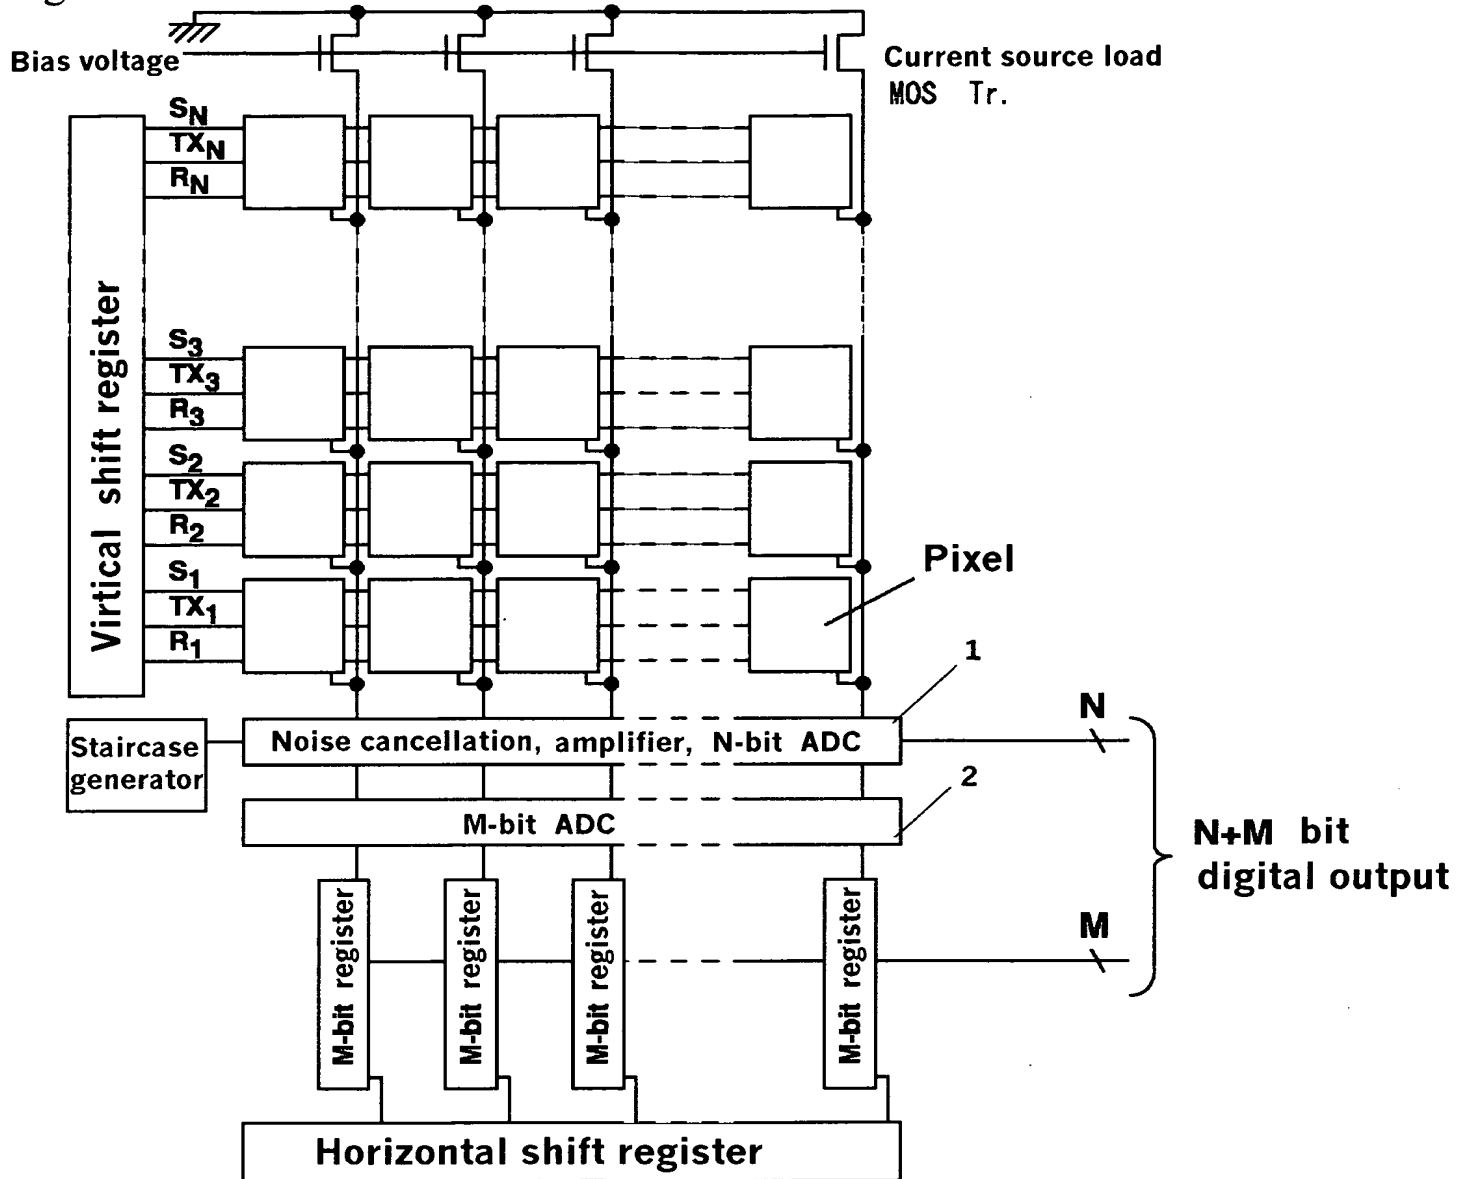 Bias voltage
Current source load
MOS Tr.
SN
TXN
RN
Virtical shift register
S3
TX3
R3
S2
TX2
R2
S1
TX1
R1
Pixel
1
Staircase
generator
Noise cancellation, amplifier, N-bit ADC
N
2
M-bit ADC
N+M bit
digital output
M-bit register
M-bit register
M-bit register
M-bit register
M
Horizontal shift register